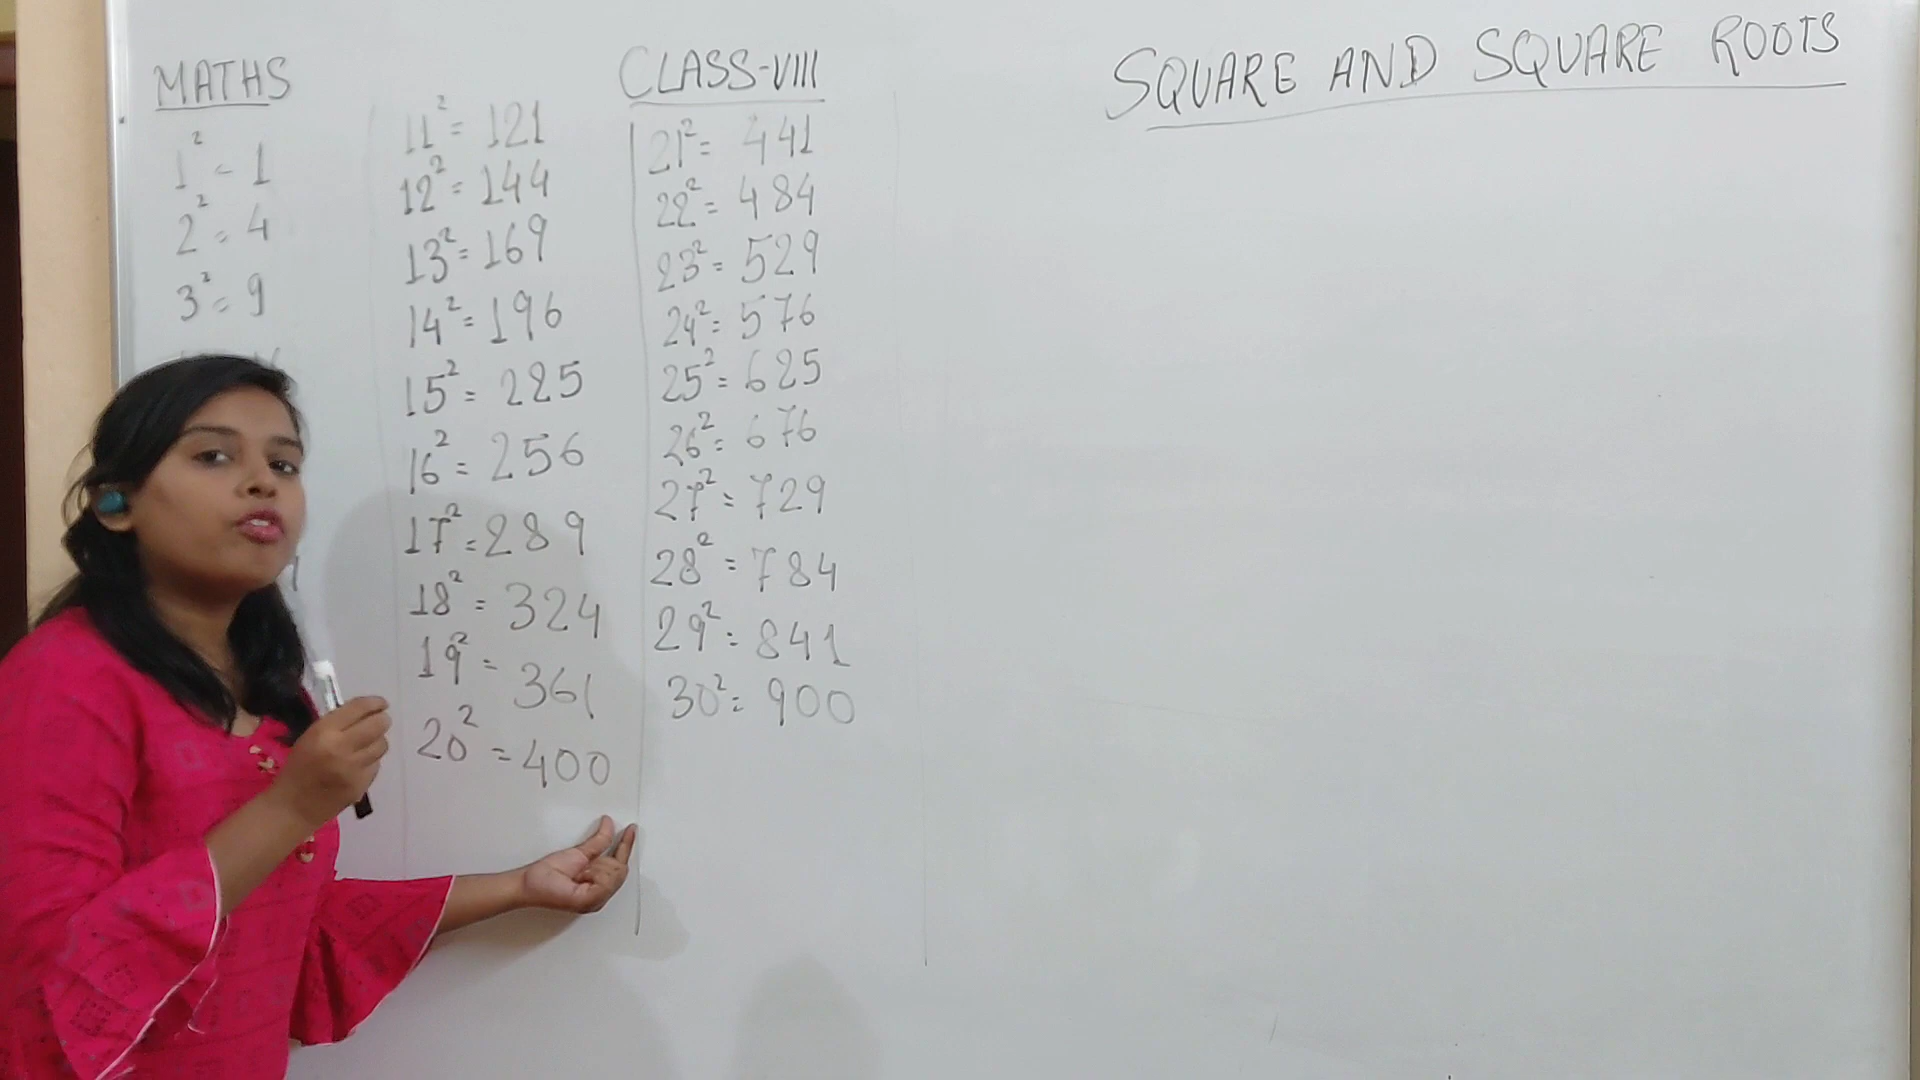 MATHS
CLASS-VIII
SQUARE AND SQUARE ROOTS
1² = 1
2² = 4
3² = 9
11² = 121
12² = 144
13² = 169
14² = 196
15² = 225
16² = 256
17² = 289
18² = 324
19² = 361
20² = 400
21² = 441
22² = 484
23² = 529
24² = 576
25² = 625
26² = 676
27² = 729
28² = 784
29² = 841
30² = 900